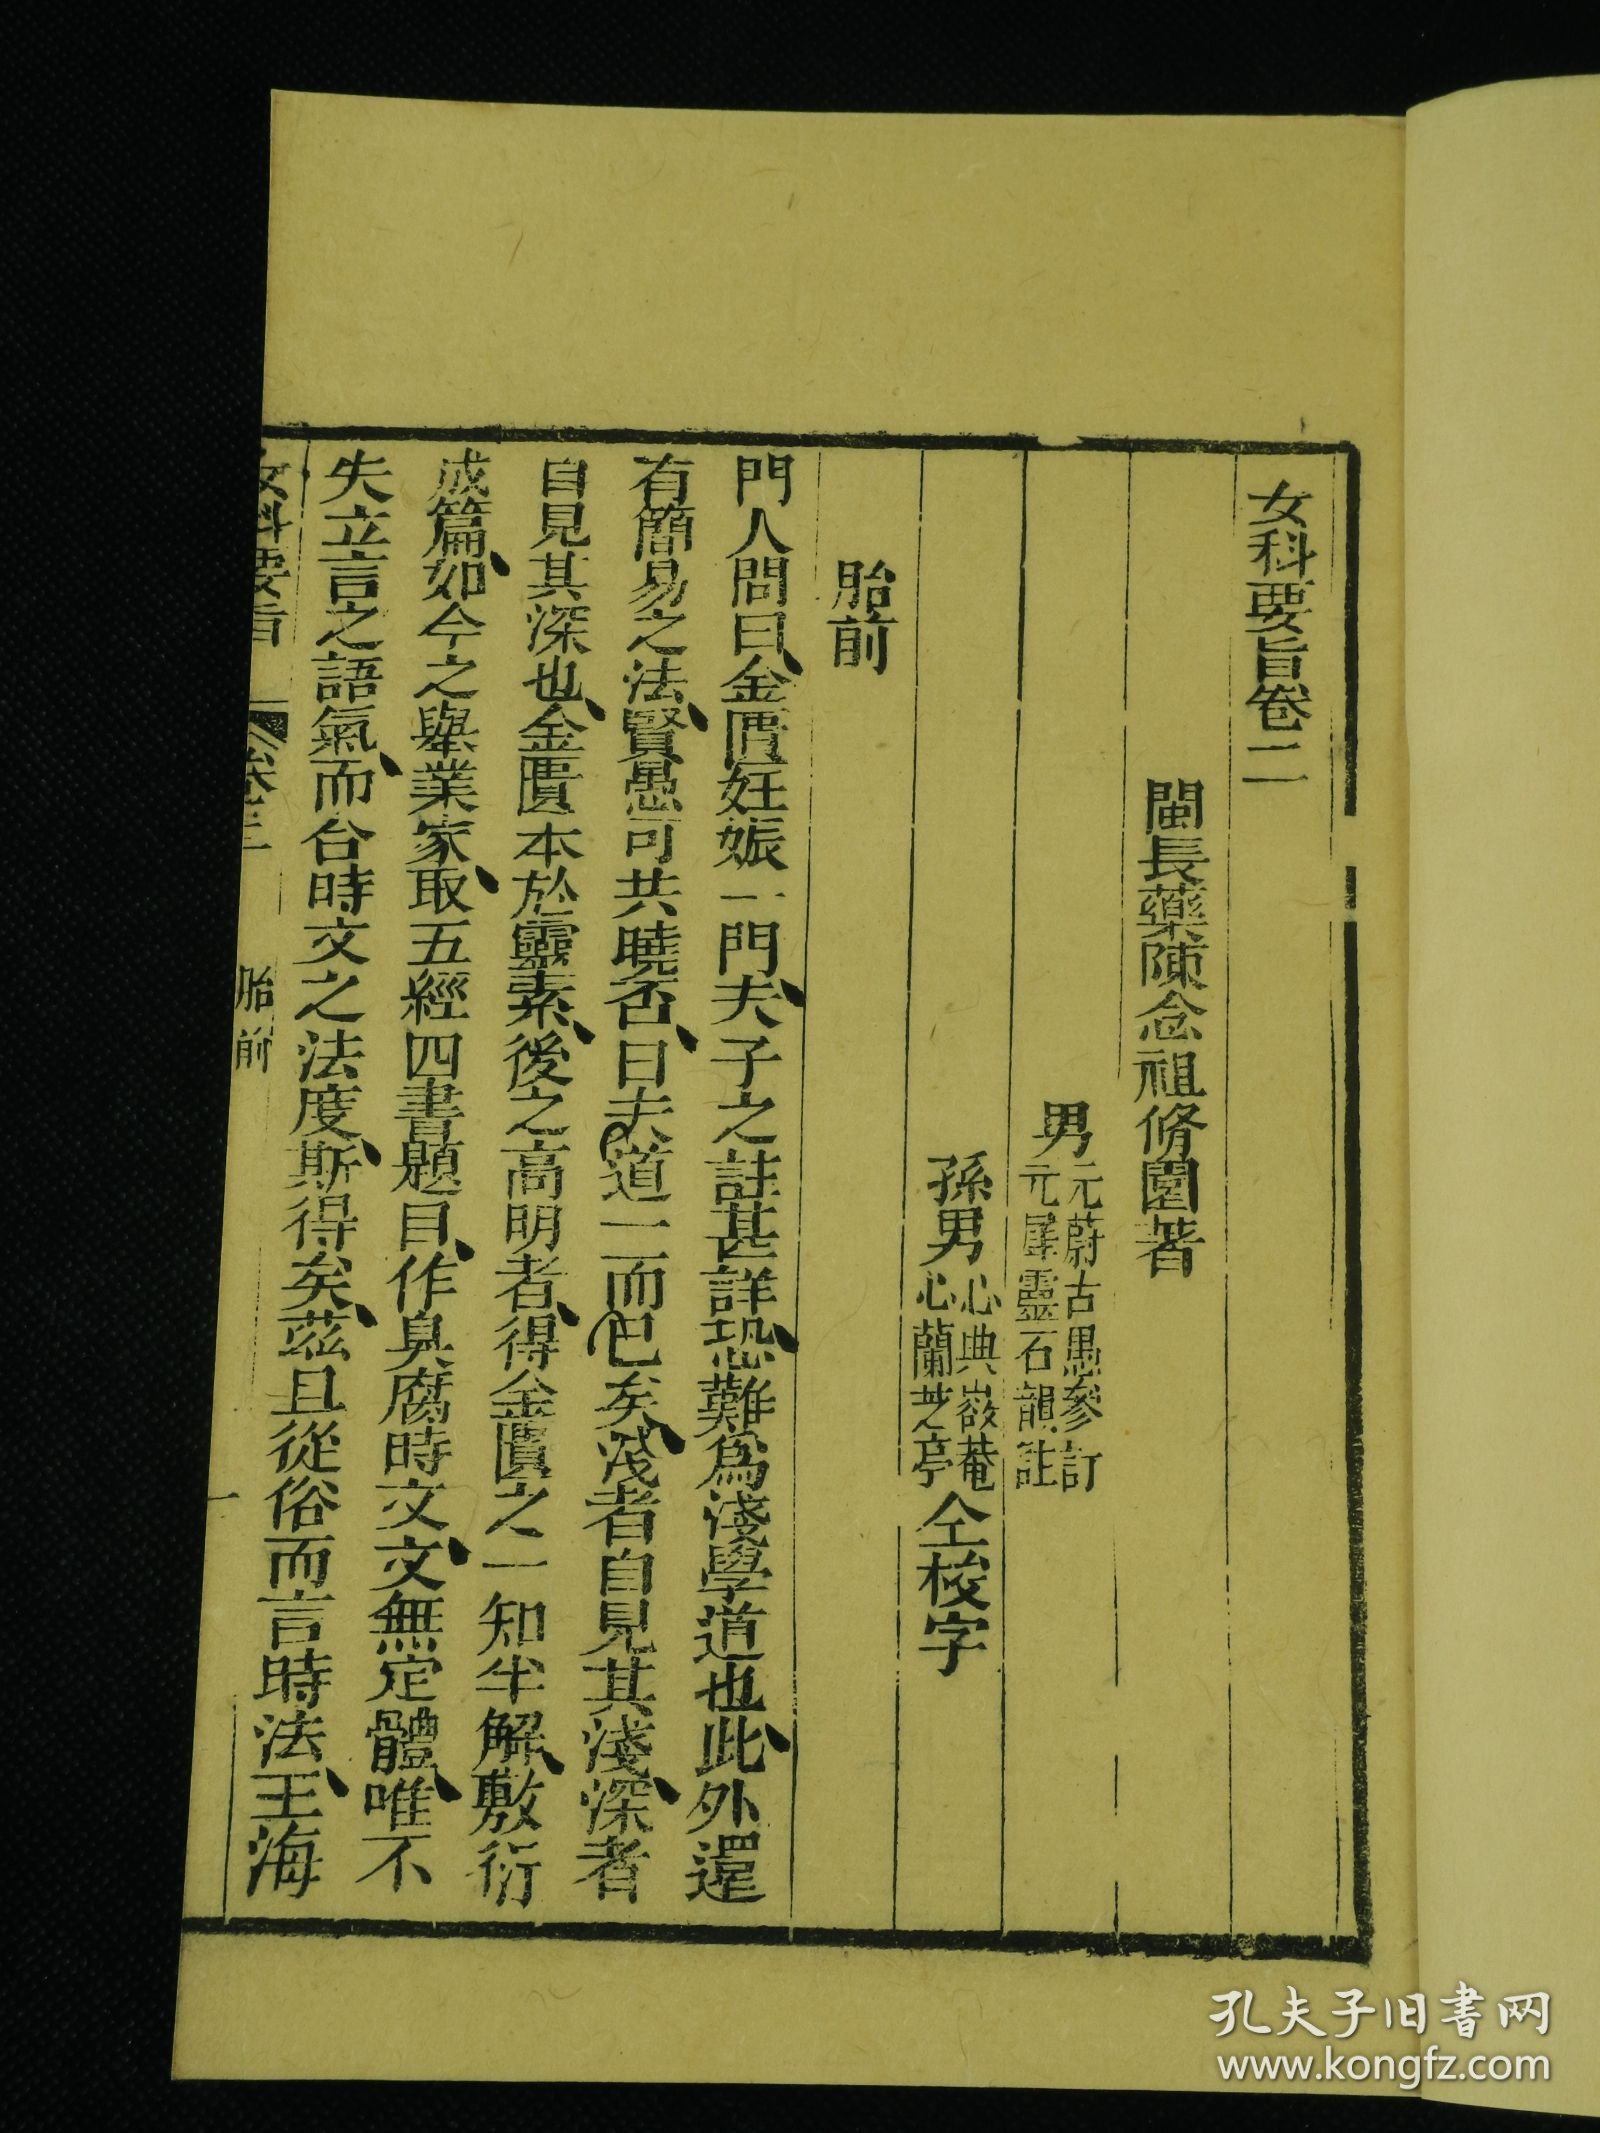 女科要旨卷二
閩長藥陳念祖修園著
男元蔚古愚參訂
元犀靈石韻註
孫男心典嶽菴
心蘭芝亭
仝校字
胎前
門人問曰金匱妊娠一門夫子之註甚詳恐難為淺學道也此外還
有簡易之法賢愚可共曉否曰夫道一而已矣淺者自見其淺深者
自見其深也金匱本於靈素後之高明者得金匱之一知半解敷衍
成篇如今之舉業家取五經四書題目作臭腐時文文無定體唯不
失立言之語氣而合時文之法度斯得矣茲且從俗而言時法王海
女科要旨 卷二 胎前 一
孔夫子旧书网
www.kongfz.com